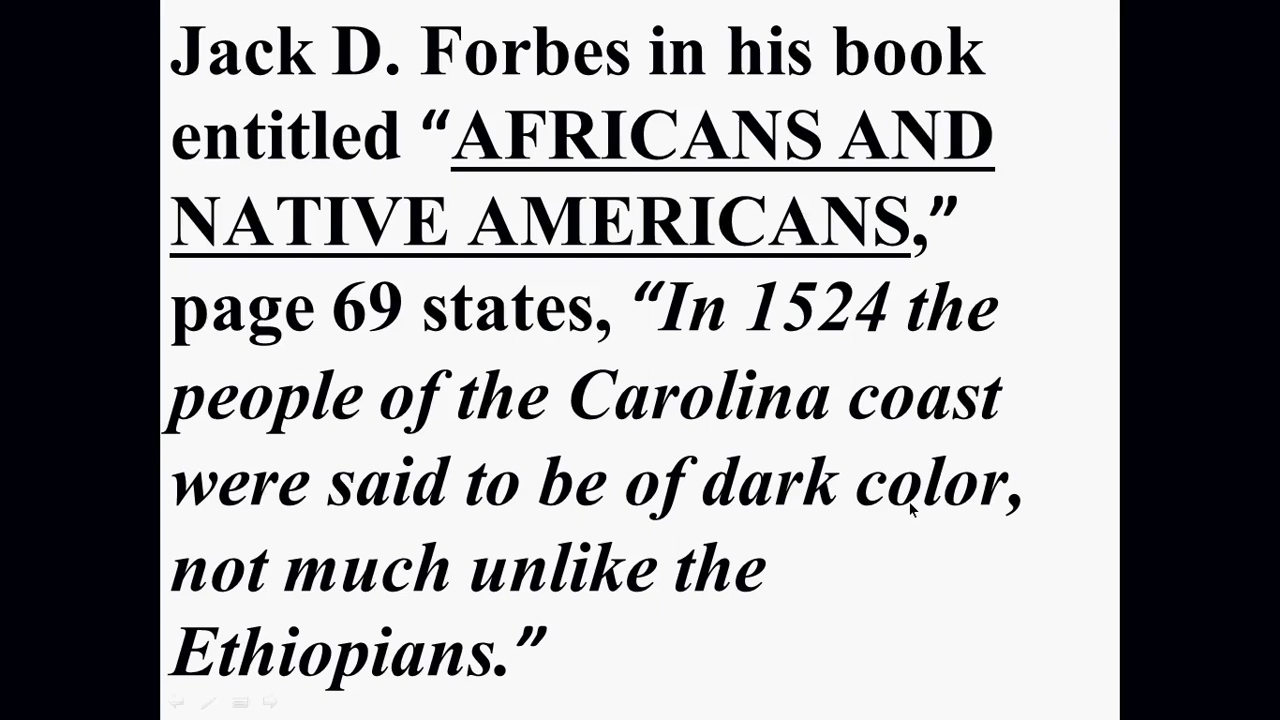 Jack D. Forbes in his book
entitled “AFRICANS AND
NATIVE AMERICANS,”
page 69 states, “In 1524 the
people of the Carolina coast
were said to be of dark color,
not much unlike the
Ethiopians.”